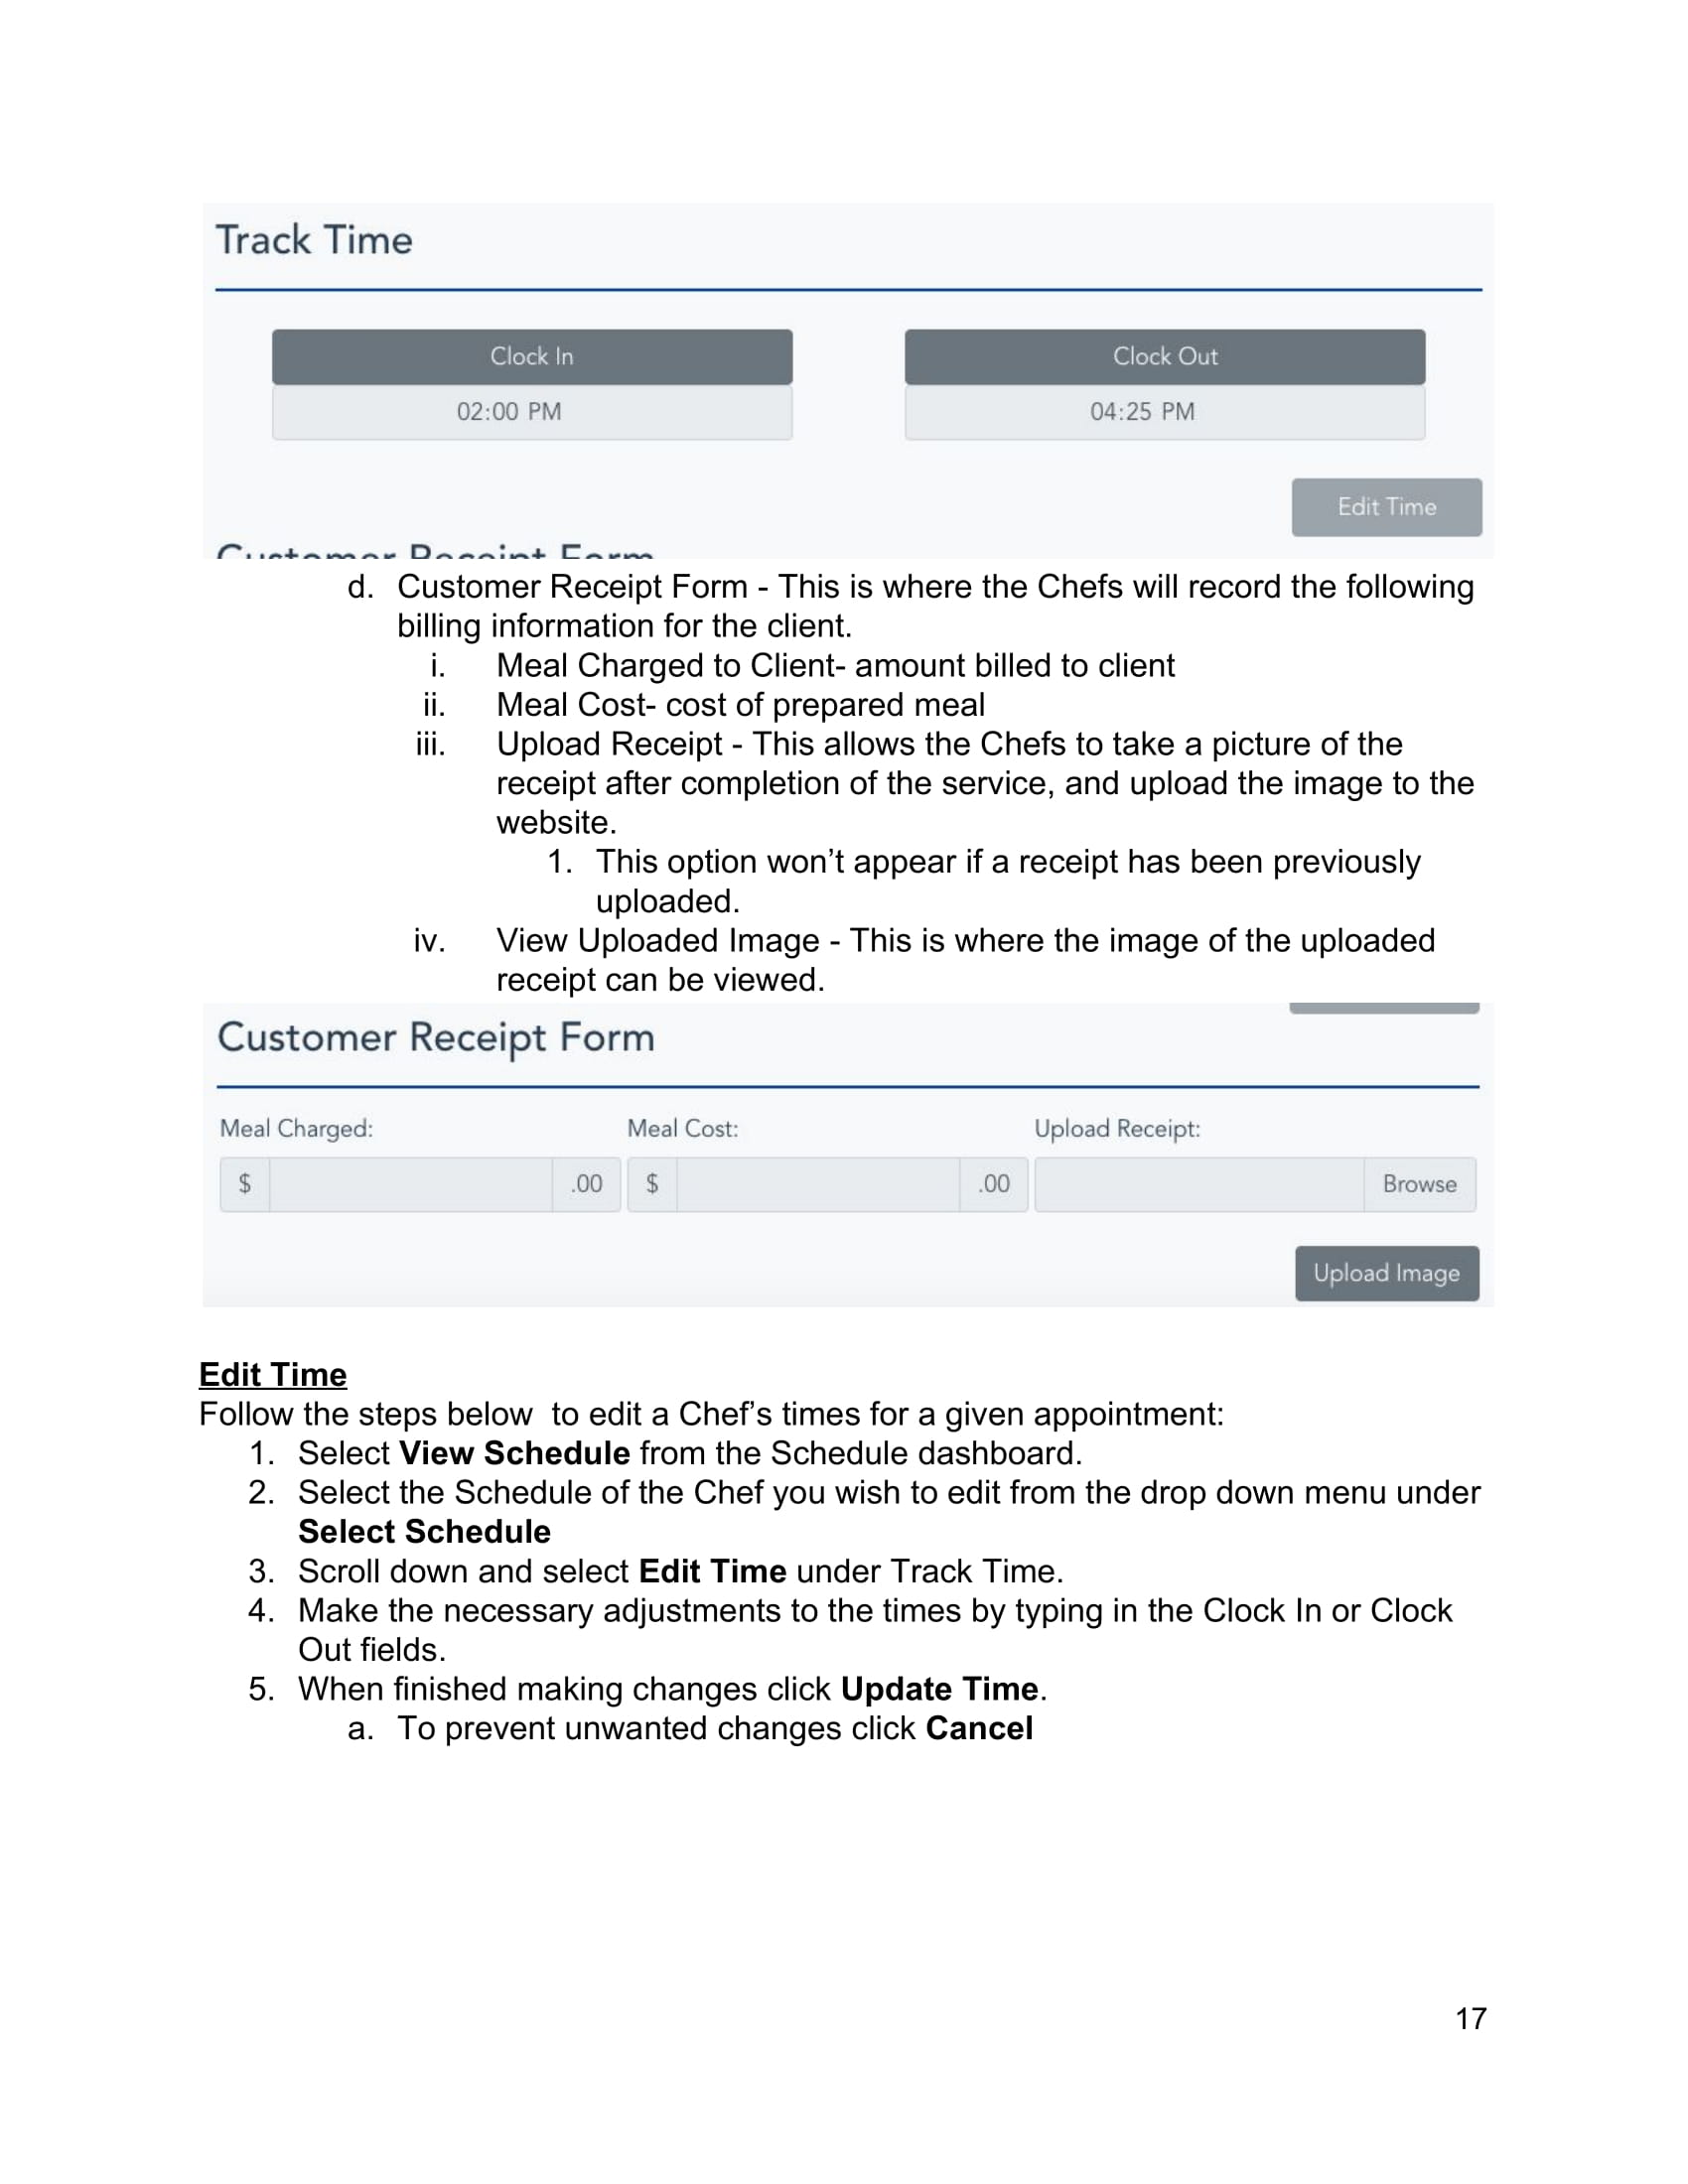 Track Time
Clock In
Clock Out
02:00 PM
04:25 PM
Edit Time
Customer Receipt Form
d. Customer Receipt Form - This is where the Chefs will record the following
billing information for the client.
i. Meal Charged to Client- amount billed to client
ii. Meal Cost- cost of prepared meal
iii. Upload Receipt - This allows the Chefs to take a picture of the
receipt after completion of the service, and upload the image to the
website.
1. This option won’t appear if a receipt has been previously
uploaded.
iv. View Uploaded Image - This is where the image of the uploaded
receipt can be viewed.
Customer Receipt Form
Meal Charged:
Meal Cost:
Upload Receipt:
$ .00
$ .00
Browse
Upload Image
Edit Time
Follow the steps below  to edit a Chef’s times for a given appointment:
1. Select View Schedule from the Schedule dashboard.
2. Select the Schedule of the Chef you wish to edit from the drop down menu under
Select Schedule
3. Scroll down and select Edit Time under Track Time.
4. Make the necessary adjustments to the times by typing in the Clock In or Clock
Out fields.
5. When finished making changes click Update Time.
a. To prevent unwanted changes click Cancel
17